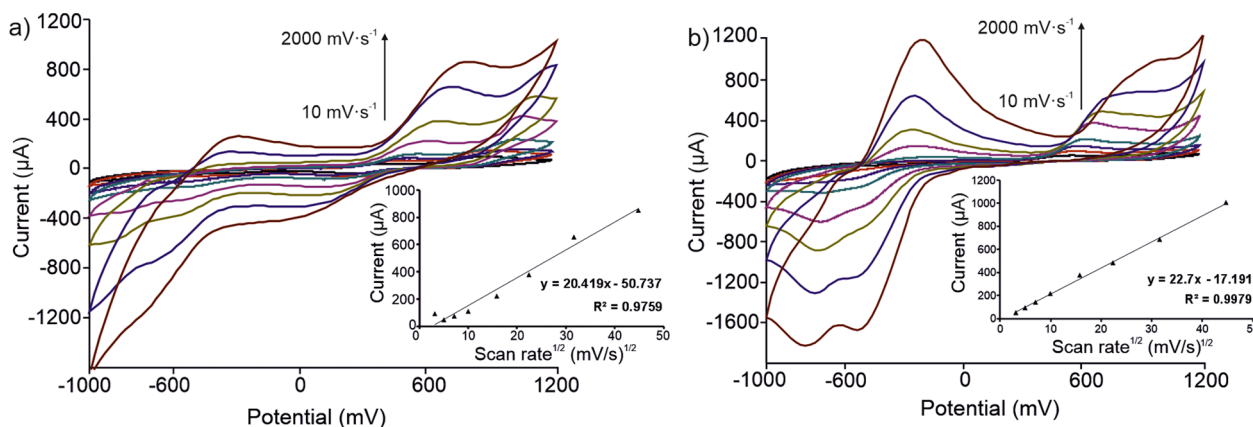 a)
1200
800
400
0
-400
-800
-1200
Current (µA)
-1000
-600
0
600
1200
Potential (mV)
2000 mV·s⁻¹
10 mV·s⁻¹
1000
800
600
400
200
0
Current (µA)
0
10
20
30
40
50
Scan rate^1/2 (mV/s)^1/2
y = 20.419x - 50.737
R² = 0.9759
b)
1200
800
400
0
-400
-800
-1200
-1600
Current (µA)
-1000
-600
0
600
1200
Potential (mV)
2000 mV·s⁻¹
10 mV·s⁻¹
1200
1000
800
600
400
200
0
Current (µA)
0
10
20
30
40
50
Scan rate^1/2 (mV/s)^1/2
y = 22.7x - 17.191
R² = 0.9979